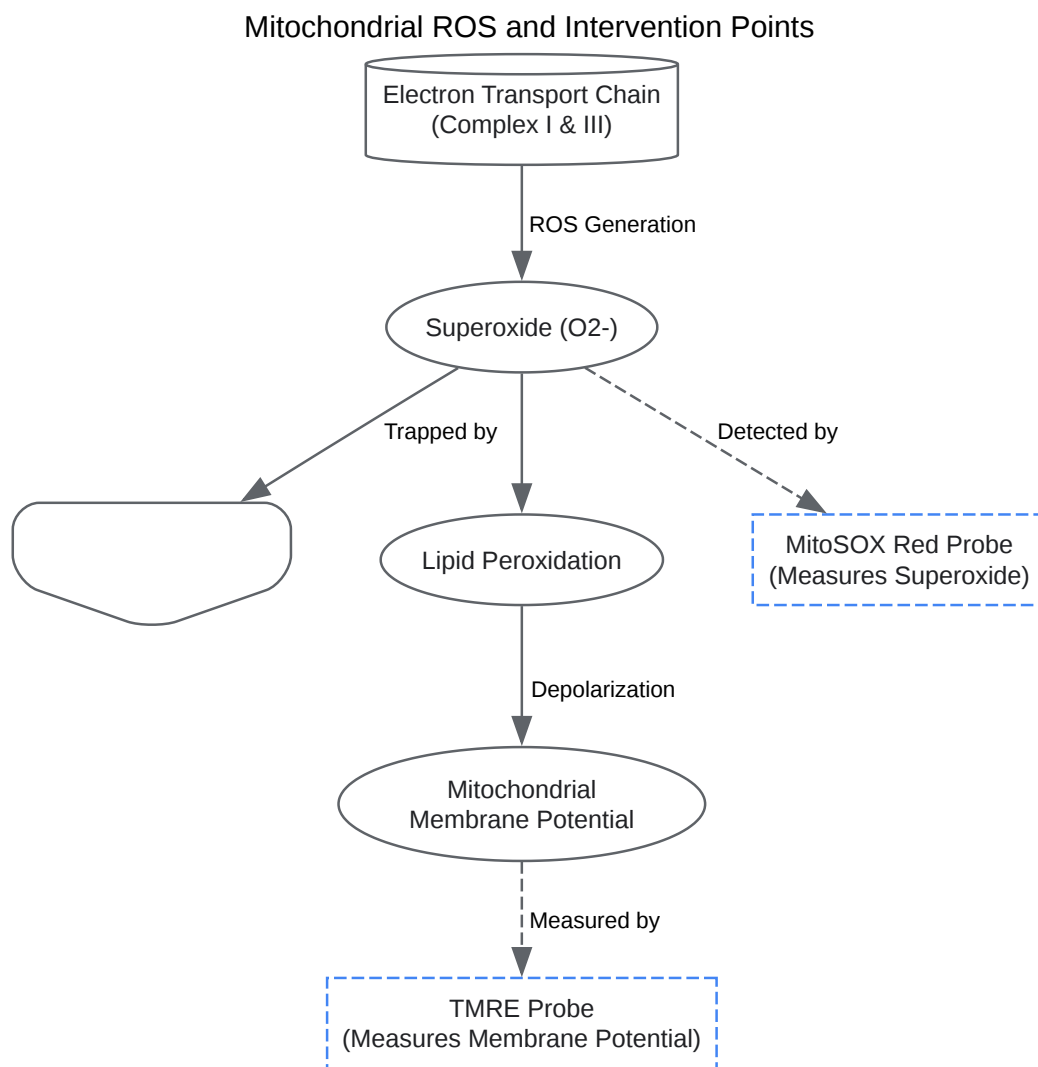 Mitochondrial ROS and Intervention Points
Electron Transport Chain
(Complex I & III)
ROS Generation
Superoxide (O2-)
Trapped by
Detected by
Lipid Peroxidation
MitoSOX Red Probe
(Measures Superoxide)
Depolarization
Mitochondrial
Membrane Potential
Measured by
TMRE Probe
(Measures Membrane Potential)